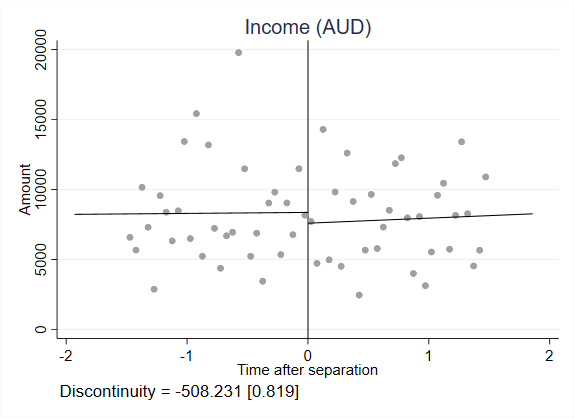 Income (AUD)
20000
15000
10000
5000
0
Amount
-2 -1 0 1 2
Time after separation
Discontinuity = -508.231 [0.819]